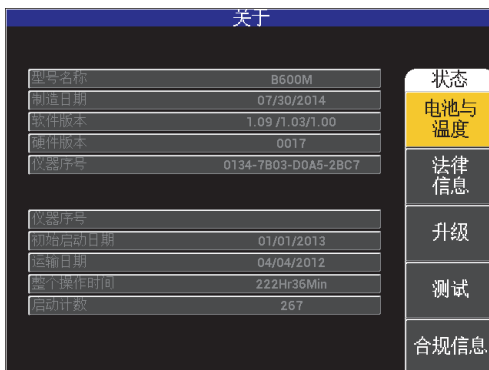 关于
型号名称 B600M
制造日期 07/30/2014
软件版本 1.09 /1.03/1.00
硬件版本 0017
仪器序号 0134-7B03-D0A5-2BC7
仪器序号
初始启动日期 01/01/2013
运输日期 04/04/2012
整个操作时间 222Hr36Min
启动计数 267
状态
电池与
温度
法律
信息
升级
测试
合规信息